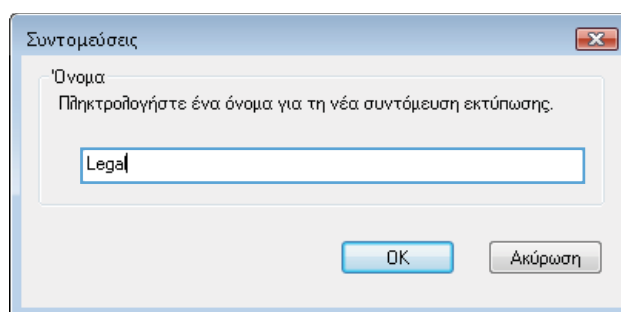 Συντομεύσεις
Όνομα
Πληκτρολογήστε ένα όνομα για τη νέα συντόμευση εκτύπωσης.
Legal
OK
Ακύρωση